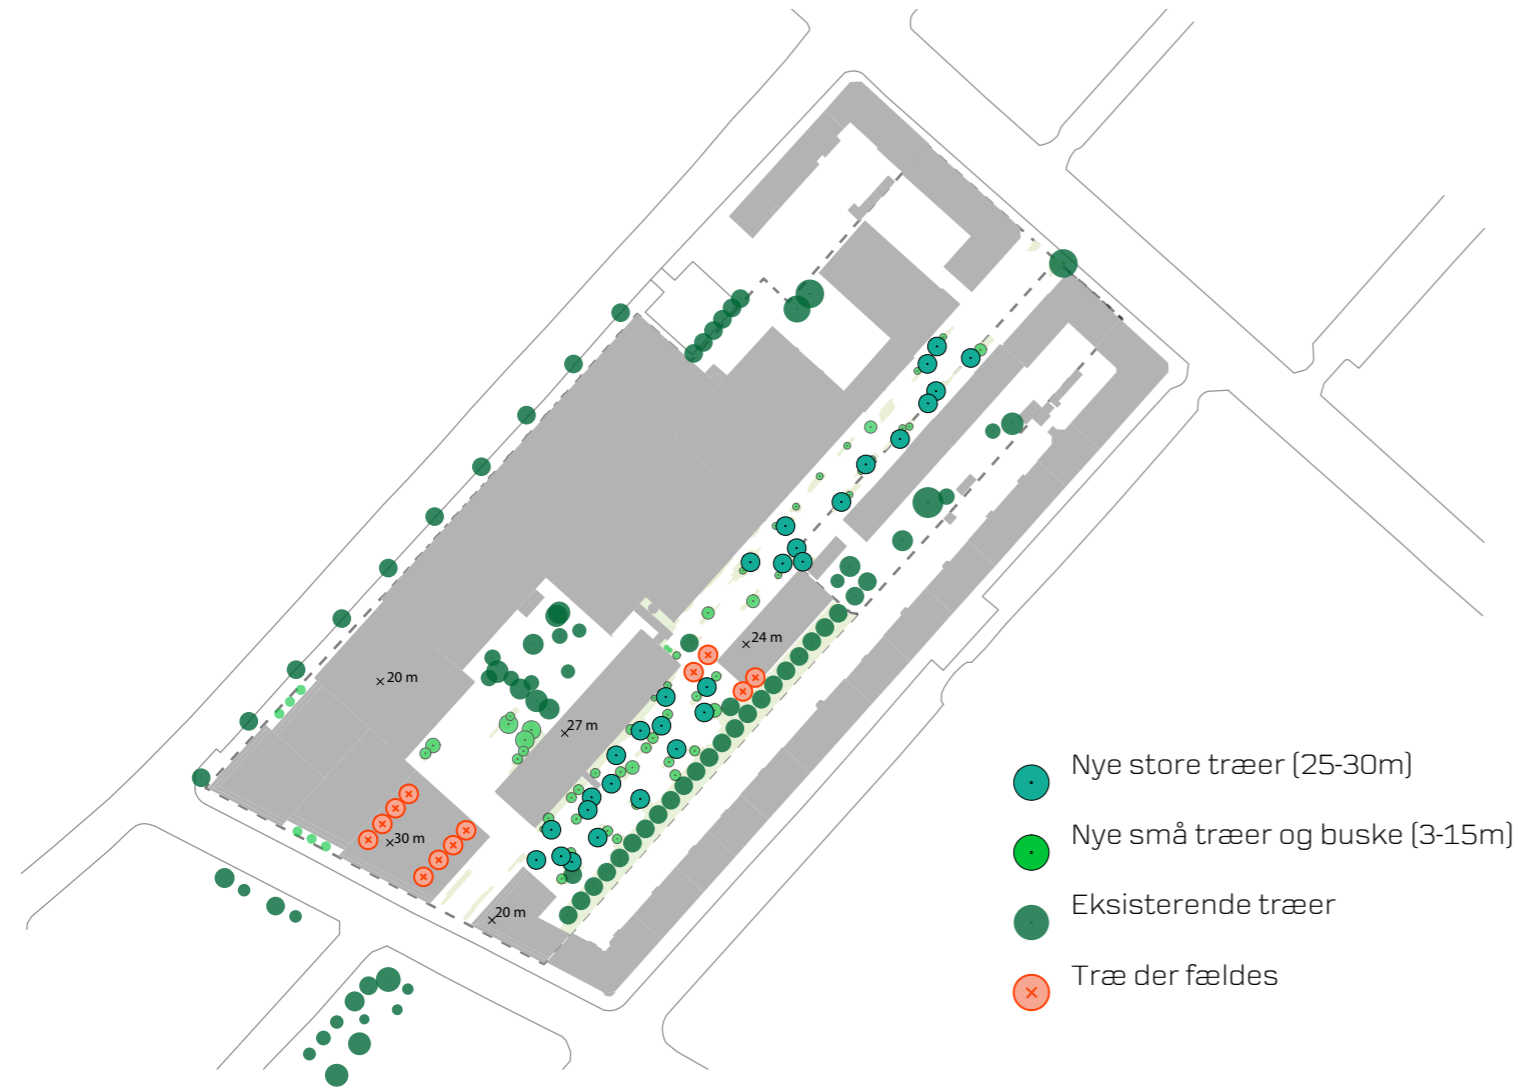 24 m
20 m
27 m
30 m
20 m
Nye store træer (25-30m)
Nye små træer og buske (3-15m)
Eksisterende træer
Træ der fældes